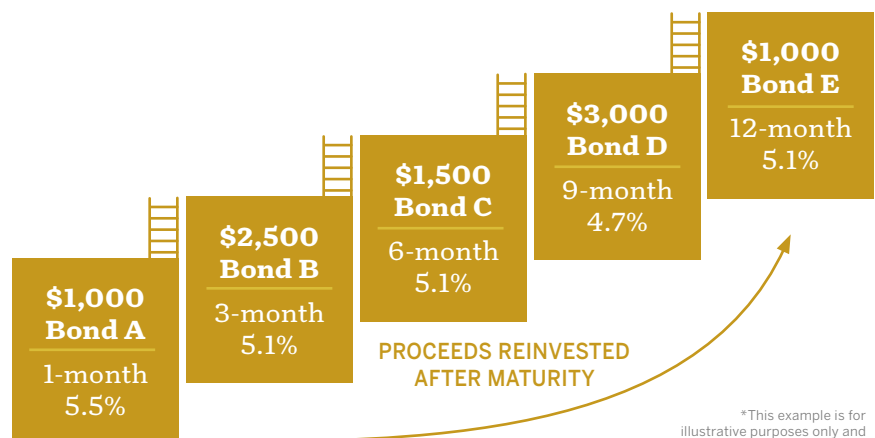 $1,000
Bond A
1-month
5.5%
$2,500
Bond B
3-month
5.1%
$1,500
Bond C
6-month
5.1%
$3,000
Bond D
9-month
4.7%
$1,000
Bond E
12-month
5.1%
PROCEEDS REINVESTED
AFTER MATURITY
*This example is for
illustrative purposes only and